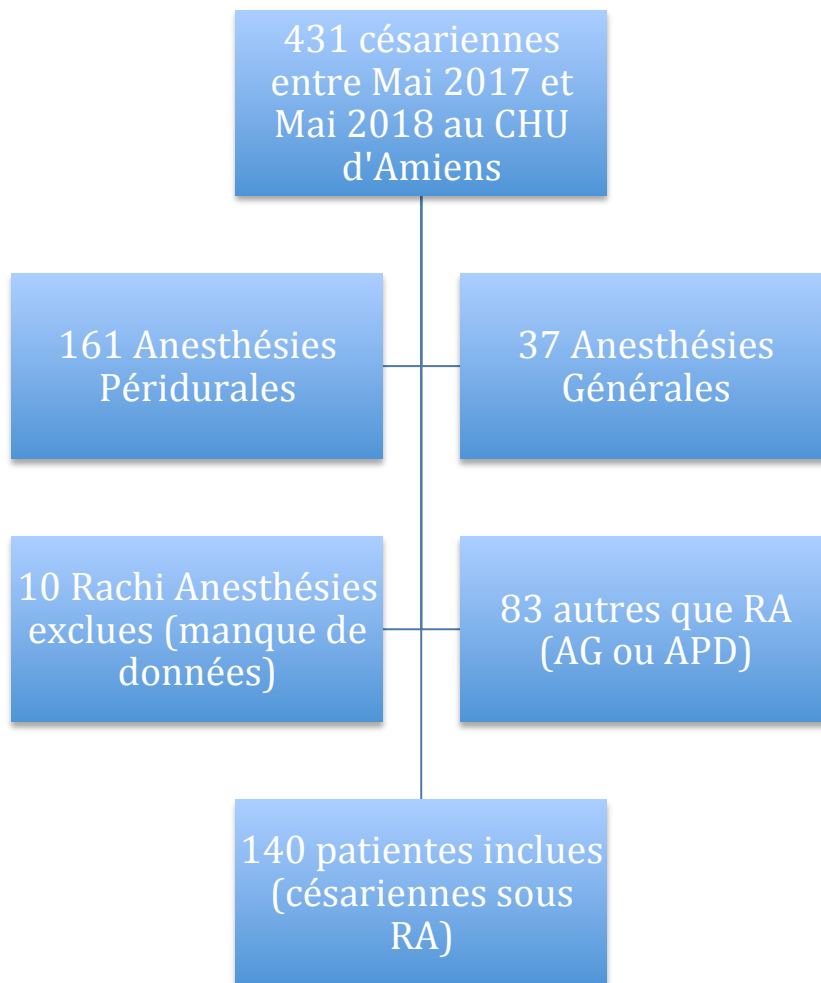 431 césariennes
entre Mai 2017 et
Mai 2018 au CHU
d'Amiens
161 Anesthésies
Péridurales
37 Anesthésies
Générales
10 Rachi Anesthésies
exclues (manque de
données)
83 autres que RA
(AG ou APD)
140 patientes inclues
(césariennes sous
RA)